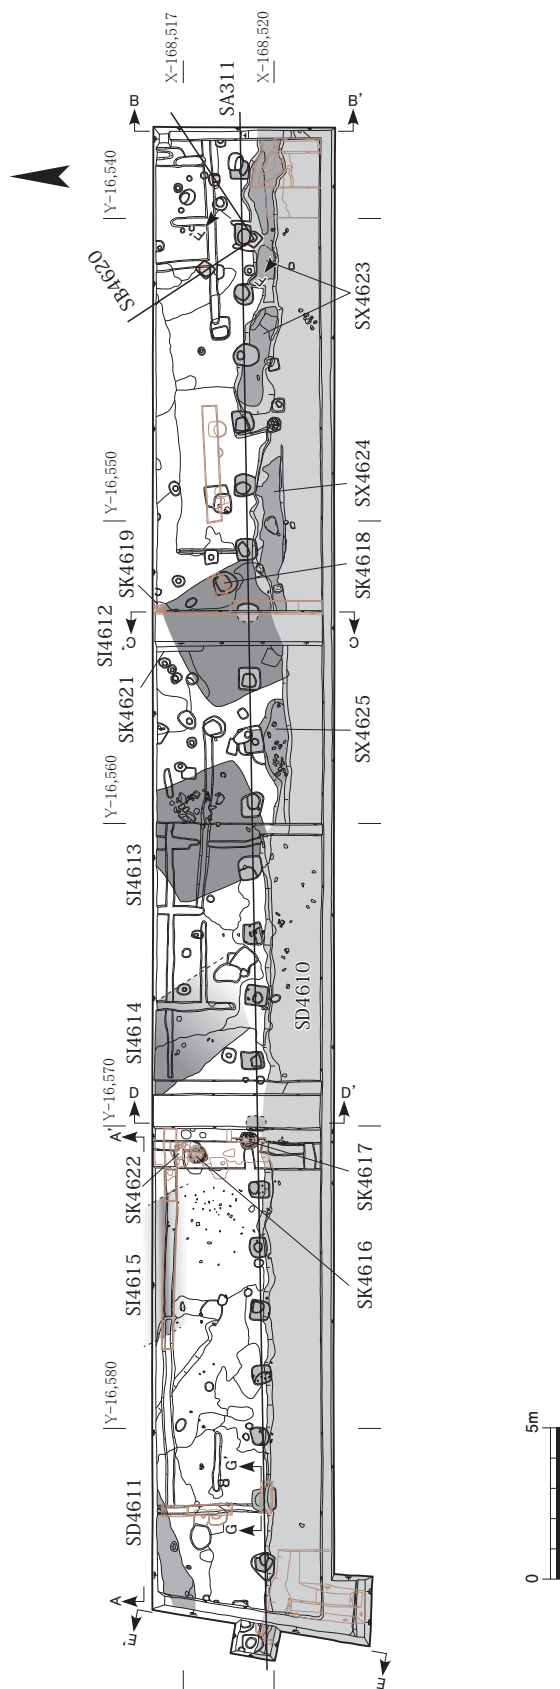 X-168,517
X-168,520
SA311
B
B'
Y-16,540
F'
F
SB4620
SX4623
Y-16,550
SX4624
SK4619
SK4618
SI4612
C'
C
SK4621
SX4625
Y-16,560
SI4613
SD4610
SI4614
Y-16,570
D
D'
A'
SK4622
SK4617
SI4615
SK4616
Y-16,580
G'
SD4611
G
A
E'
E
5m
0